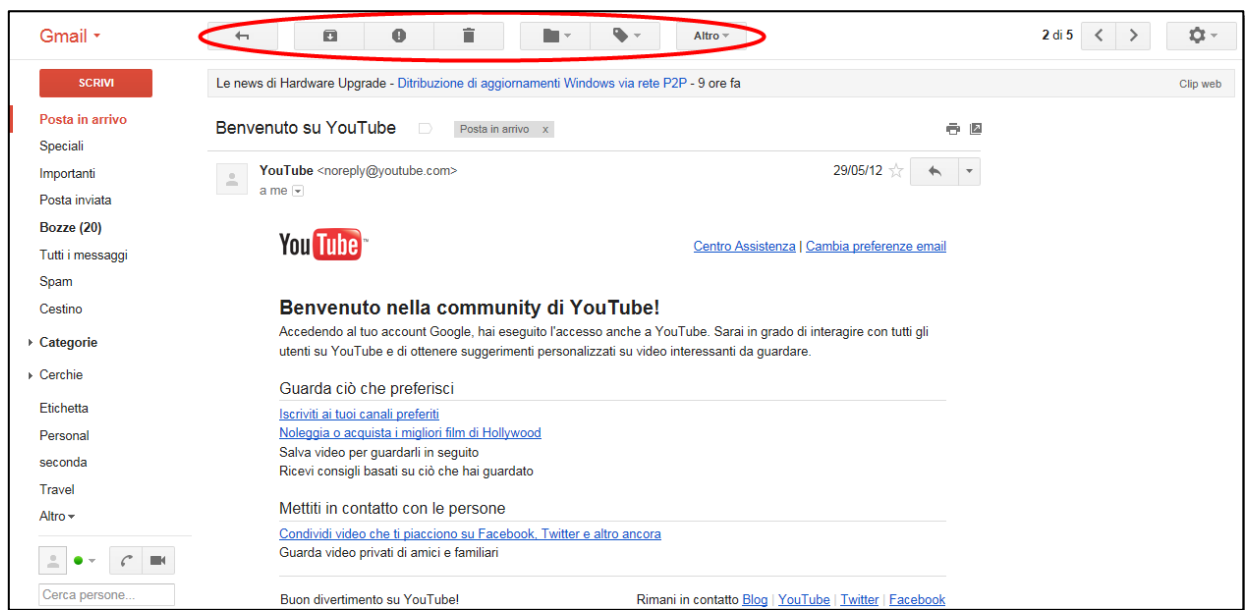 Gmail
Altro
2 di 5
SCRIVI
Le news di Hardware Upgrade - Ditribuzione di aggiornamenti Windows via rete P2P - 9 ore fa
Clip web
Posta in arrivo
Speciali
Importanti
Posta inviata
Bozze (20)
Tutti i messaggi
Spam
Cestino
Categorie
Cerchie
Etichetta
Personal
seconda
Travel
Altro
Cerca persone...
Benvenuto su YouTube
Posta in arrivo x
YouTube <noreply@youtube.com>
29/05/12
a me
YouTube™
Centro Assistenza | Cambia preferenze email
Benvenuto nella community di YouTube!
Accedendo al tuo account Google, hai eseguito l'accesso anche a YouTube. Sarai in grado di interagire con tutti gli
utenti su YouTube e di ottenere suggerimenti personalizzati su video interessanti da guardare.
Guarda ciò che preferisci
Iscriviti ai tuoi canali preferiti
Noleggia o acquista i migliori film di Hollywood
Salva video per guardarli in seguito
Ricevi consigli basati su ciò che hai guardato
Mettiti in contatto con le persone
Condividi video che ti piacciono su Facebook, Twitter e altro ancora
Guarda video privati di amici e familiari
Buon divertimento su YouTube!
Rimani in contatto Blog | YouTube | Twitter | Facebook